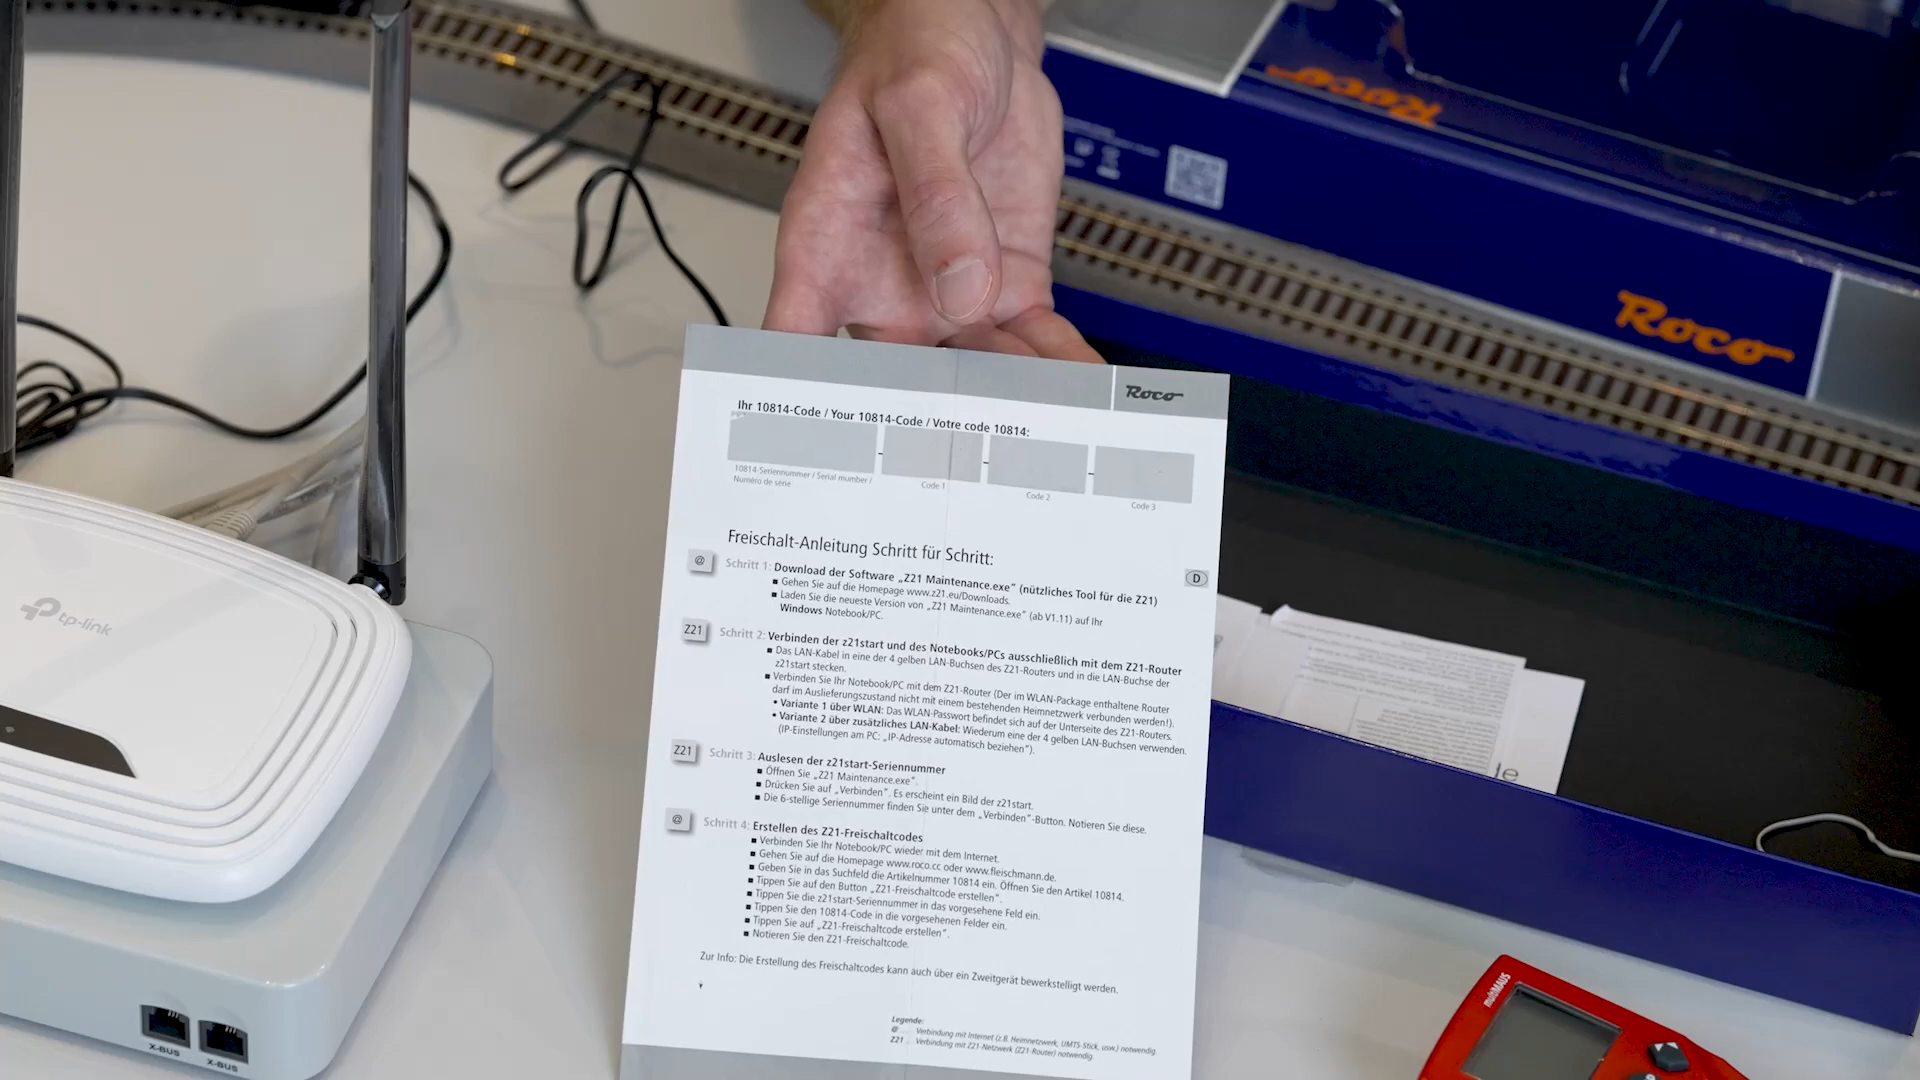 Roco
Roco
Roco
Ihr 10814-Code / Your 10814-Code / Votre code 10814:
10814-Seriennummer / Serial mumber /
Numéro de série
Code 1
Code 2
Code 3
Freischalt-Anleitung Schritt für Schritt:
D
@ Schritt 1: Download der Software „Z21 Maintenance.exe“ (nützliches Tool für die Z21)
■ Gehen Sie auf die Homepage www.z21.eu/Downloads.
■ Laden Sie die neueste Version von „Z21 Maintenance.exe“ (ab V1.11) auf Ihr
Windows Notebook/PC.
Z21 Schritt 2: Verbinden der z21start und des Notebooks/PCs ausschließlich mit dem Z21-Router
■ Das LAN-Kabel in eine der 4 gelben LAN-Buchsen des Z21-Routers und in die LAN-Buchse der
z21start stecken.
■ Verbinden Sie Ihr Notebook/PC mit dem Z21-Router (Der im WLAN-Package enthaltene Router
darf im Auslieferungszustand nicht mit einem bestehenden Heimnetzwerk verbunden werden!).
• Variante 1 über WLAN: Das WLAN-Passwort befindet sich auf der Unterseite des Z21-Routers.
• Variante 2 über zusätzliches LAN-Kabel: Wiederum eine der 4 gelben LAN-Buchsen verwenden.
(IP-Einstellungen am PC: „IP-Adresse automatisch beziehen“).
Z21 Schritt 3: Auslesen der z21start-Seriennummer
■ Öffnen Sie „Z21 Maintenance.exe“.
■ Drücken Sie auf „Verbinden“. Es erscheint ein Bild der z21start.
■ Die 6-stellige Seriennummer finden Sie unter dem „Verbinden“-Button. Notieren Sie diese.
@ Schritt 4: Erstellen des Z21-Freischaltcodes
■ Verbinden Sie Ihr Notebook/PC wieder mit dem Internet.
■ Gehen Sie auf die Homepage www.roco.cc oder www.fleischmann.de.
■ Geben Sie in das Suchfeld die Artikelnummer 10814 ein. Öffnen Sie den Artikel 10814.
■ Tippen Sie auf den Button „Z21-Freischaltcode erstellen“.
■ Tippen Sie die z21start-Seriennummer in das vorgesehene Feld ein.
■ Tippen Sie den 10814-Code in die vorgesehenen Felder ein.
■ Tippen Sie auf „Z21-Freischaltcode erstellen“.
■ Notieren Sie den Z21-Freischaltcode.
Zur Info: Die Erstellung des Freischaltcodes kann auch über ein Zweitgerät bewerkstelligt werden.
Legende:
@ ... Verbindung mit Internet (z.B. Heimnetzwerk, UMTS-Stick, usw.) notwendig.
Z21 .. Verbindung mit Z21-Netzwerk (Z21-Router) notwendig.
tp-link
X-BUS
X-BUS
multiMAUS